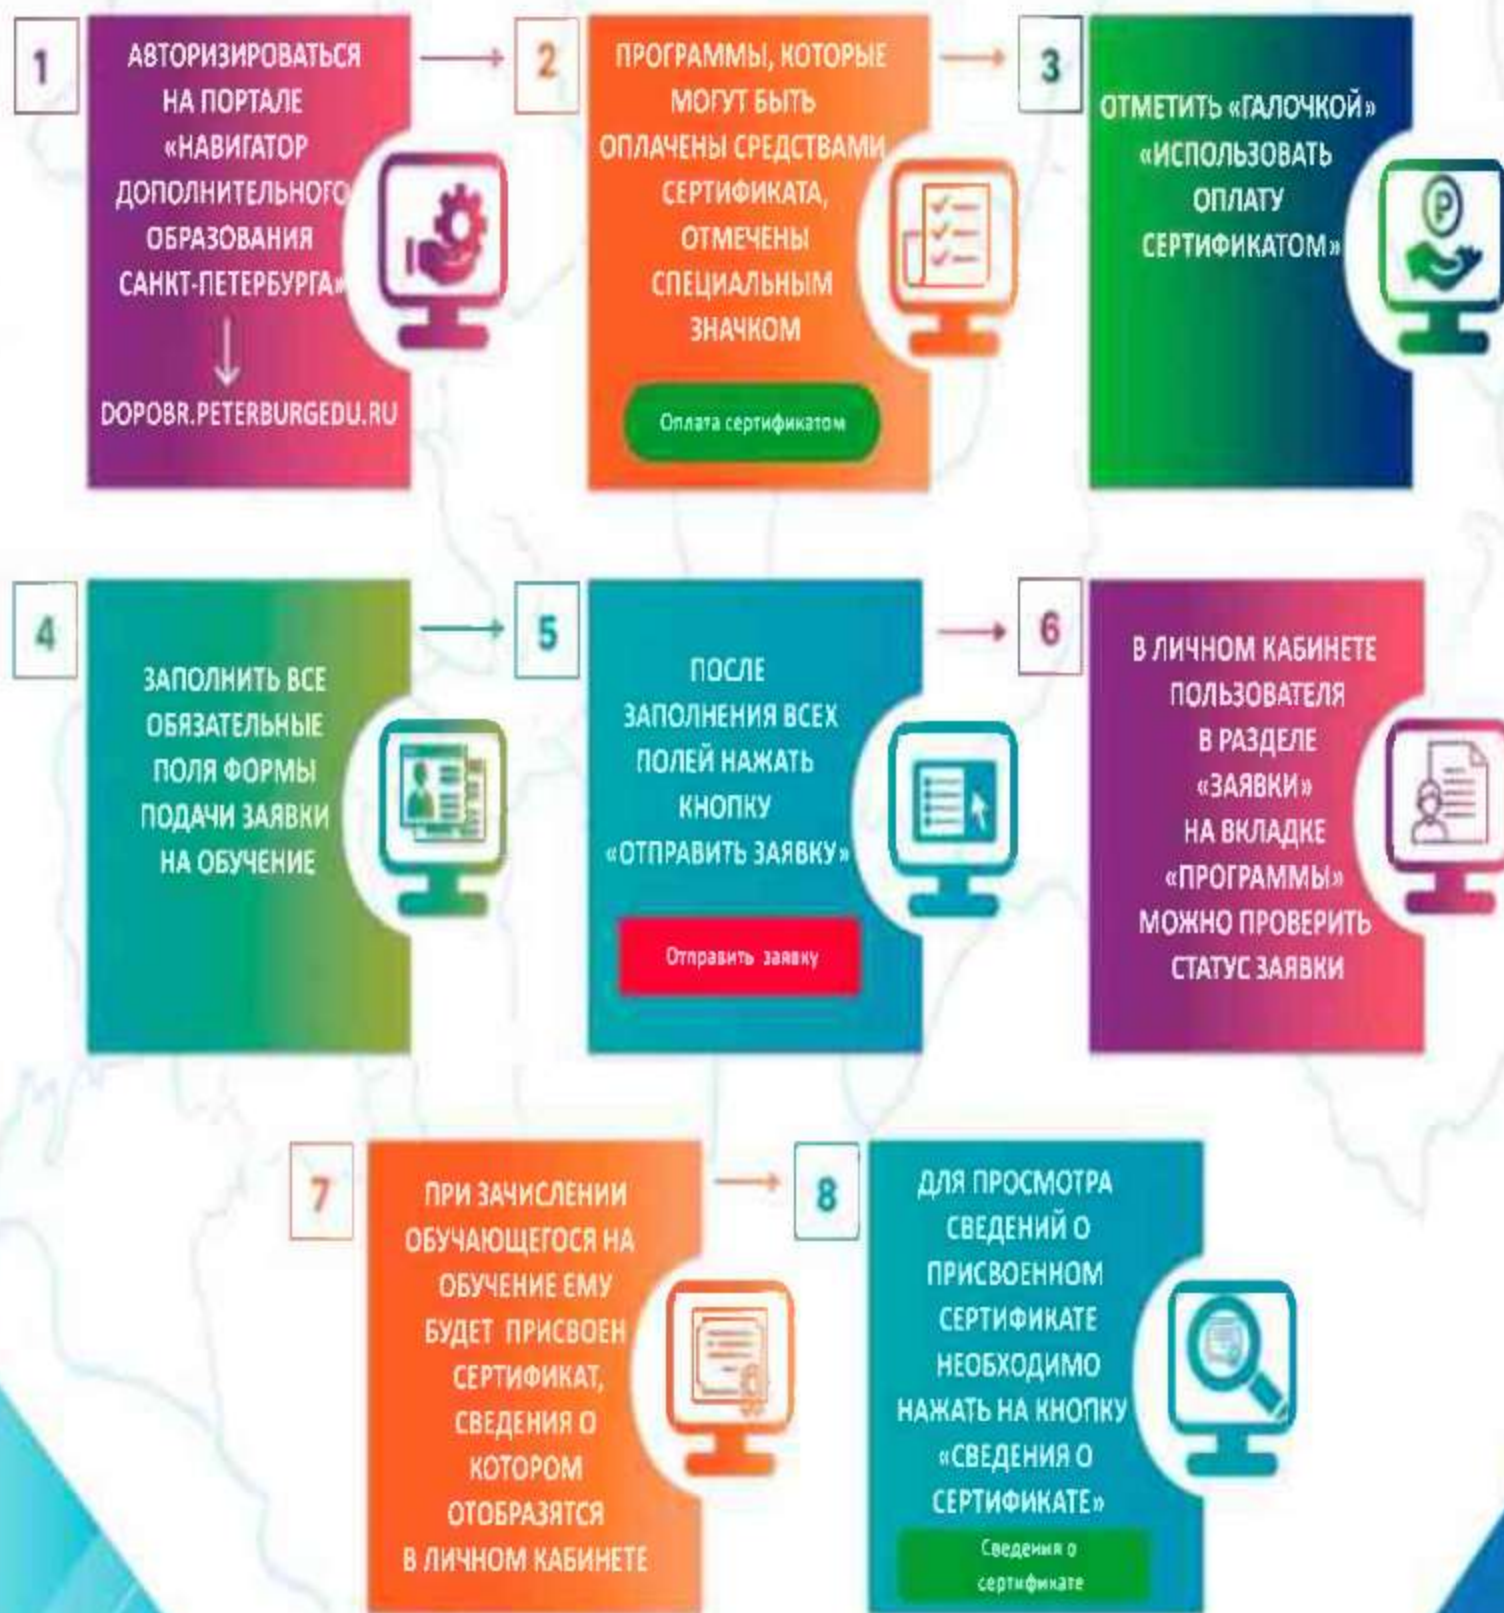 1
АВТОРИЗИРОВАТЬСЯ
НА ПОРТАЛЕ
«НАВИГАТОР
ДОПОЛНИТЕЛЬНОГО
ОБРАЗОВАНИЯ
САНКТ-ПЕТЕРБУРГА»
DOPOBR.PETERBURGEDU.RU
2
ПРОГРАММЫ, КОТОРЫЕ
МОГУТ БЫТЬ
ОПЛАЧЕНЫ СРЕДСТВАМИ
СЕРТИФИКАТА,
ОТМЕЧЕНЫ
СПЕЦИАЛЬНЫМ
ЗНАЧКОМ
Оплата сертификатом
3
ОТМЕТИТЬ «ГАЛОЧКОЙ»
«ИСПОЛЬЗОВАТЬ
ОПЛАТУ
СЕРТИФИКАТОМ»
4
ЗАПОЛНИТЬ ВСЕ
ОБЯЗАТЕЛЬНЫЕ
ПОЛЯ ФОРМЫ
ПОДАЧИ ЗАЯВКИ
НА ОБУЧЕНИЕ
5
ПОСЛЕ
ЗАПОЛНЕНИЯ ВСЕХ
ПОЛЕЙ НАЖАТЬ
КНОПКУ
«ОТПРАВИТЬ ЗАЯВКУ»
Отправить заявку
6
В ЛИЧНОМ КАБИНЕТЕ
ПОЛЬЗОВАТЕЛЯ
В РАЗДЕЛЕ
«ЗАЯВКИ»
НА ВКЛАДКЕ
«ПРОГРАММЫ»
МОЖНО ПРОВЕРИТЬ
СТАТУС ЗАЯВКИ
7
ПРИ ЗАЧИСЛЕНИИ
ОБУЧАЮЩЕГОСЯ НА
ОБУЧЕНИЕ ЕМУ
БУДЕТ ПРИСВОЕН
СЕРТИФИКАТ,
СВЕДЕНИЯ О
КОТОРОМ
ОТОБРАЗЯТСЯ
В ЛИЧНОМ КАБИНЕТЕ
8
ДЛЯ ПРОСМОТРА
СВЕДЕНИЙ О
ПРИСВОЕННОМ
СЕРТИФИКАТЕ
НЕОБХОДИМО
НАЖАТЬ НА КНОПКУ
«СВЕДЕНИЯ О
СЕРТИФИКАТЕ»
Сведения о
сертификате